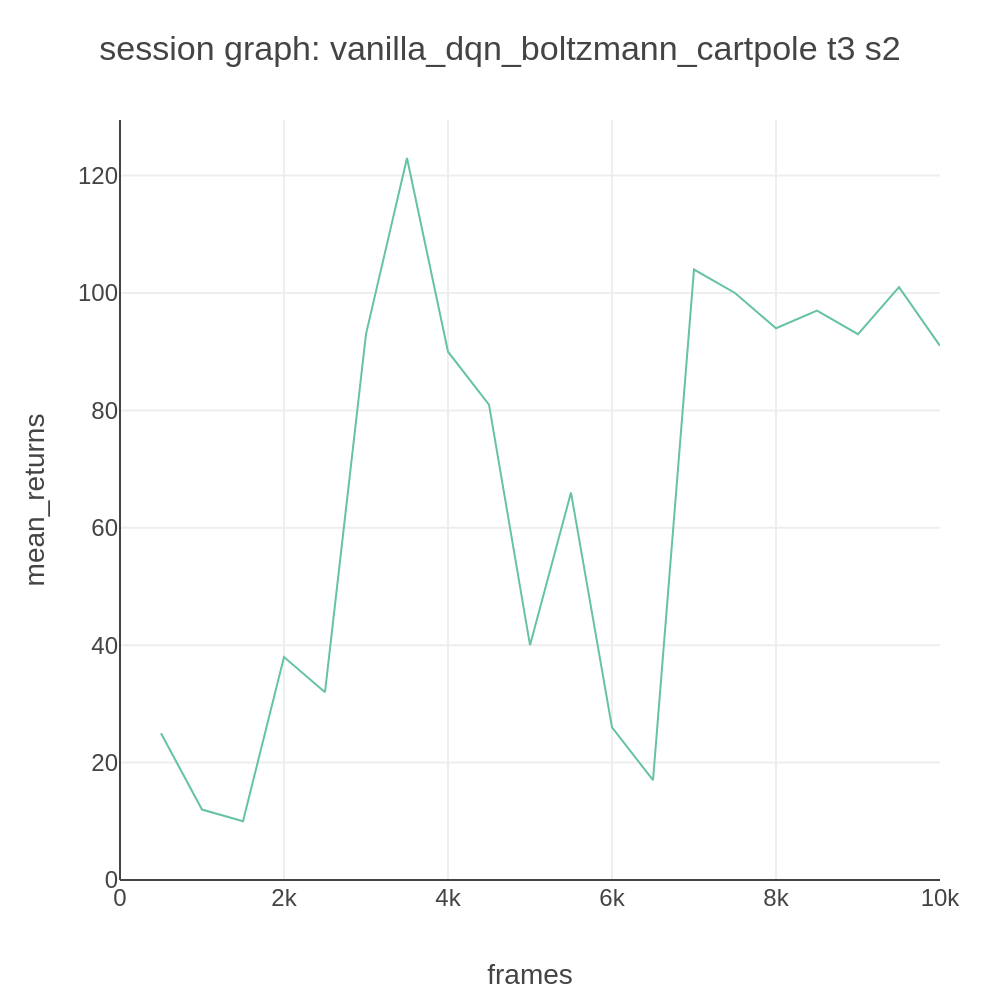 session graph: vanilla_dqn_boltzmann_cartpole t3 s2
120
100
80
60
40
20
0
mean_returns
0 2k 4k 6k 8k 10k
frames